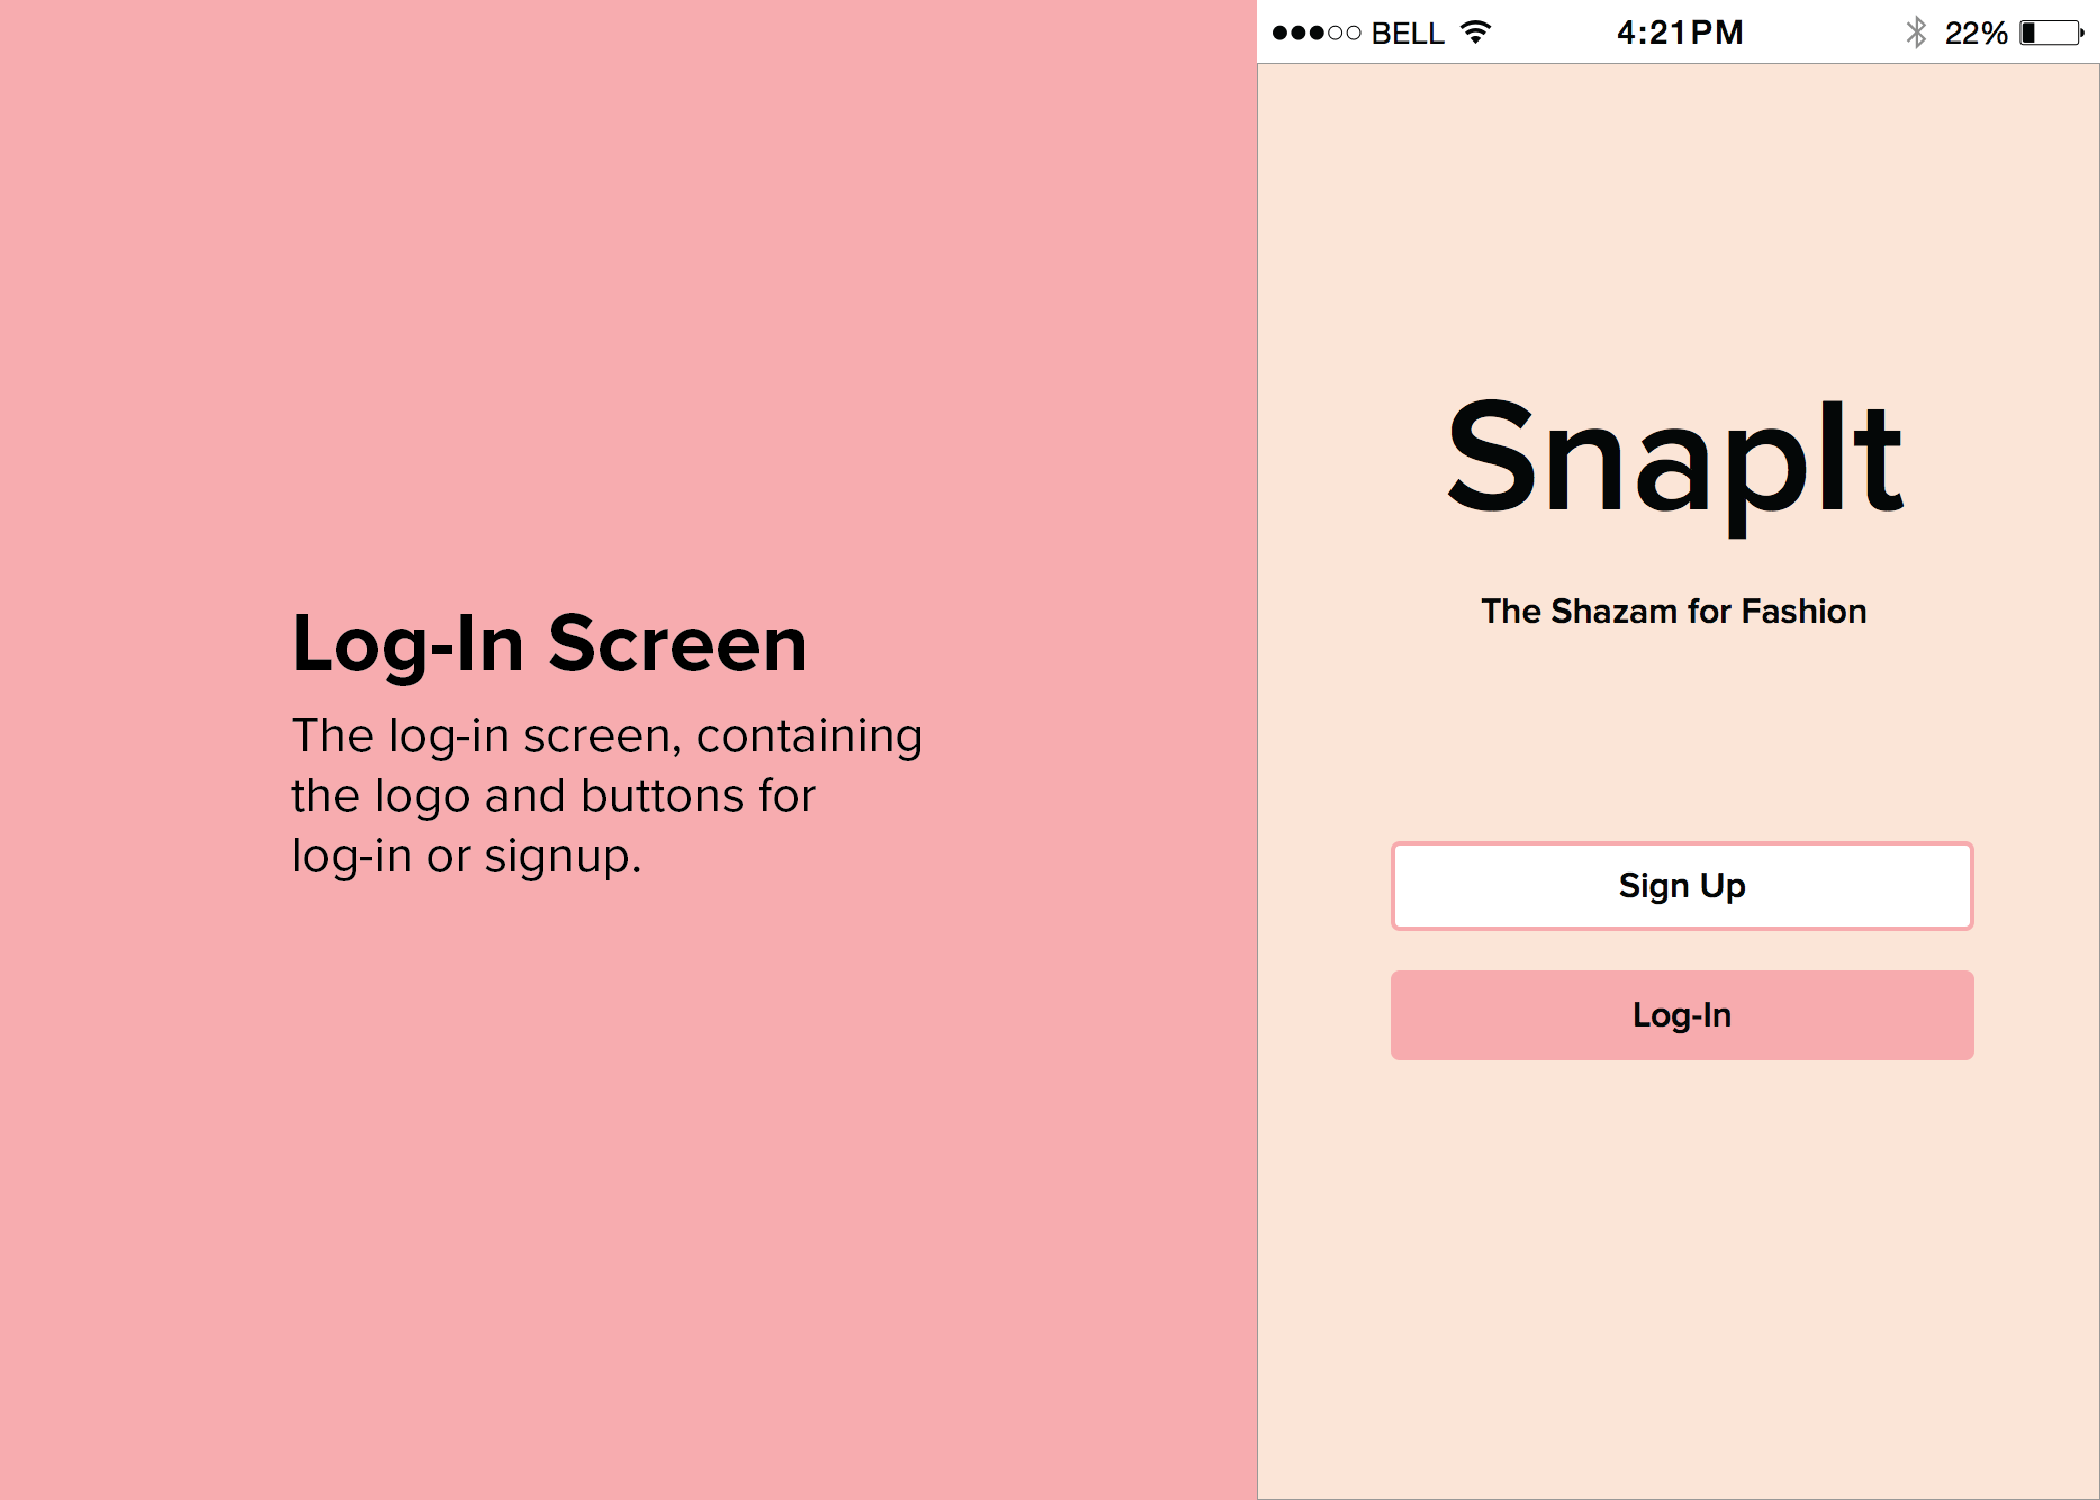 Log-In Screen
The log-in screen, containing
the logo and buttons for
log-in or signup.
BELL 4:21PM 22%
SnapIt
The Shazam for Fashion
Sign Up
Log-In